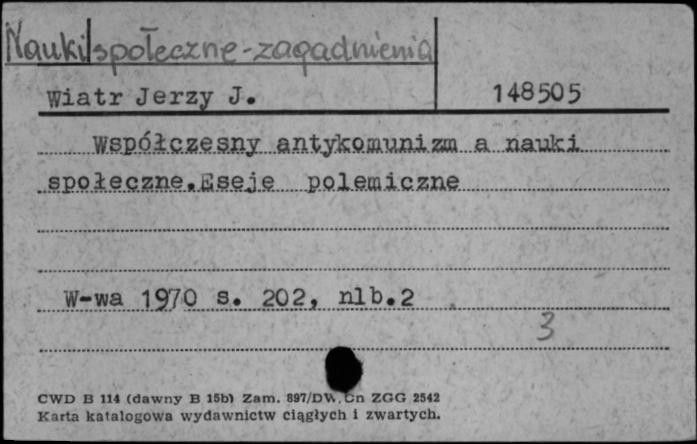 Nauki społeczne - zagadnienia
Wiatr Jerzy J. 148505
Współczesny antykomunizm a nauki
społeczne.Eseje polemiczne
W-wa 1970 s. 202, nlb.2
3
CWD B 114 (dawny B 15b) Zam. 897/DW. Cn ZGG 2542
Karta katalogowa wydawnictw ciągłych i zwartych.